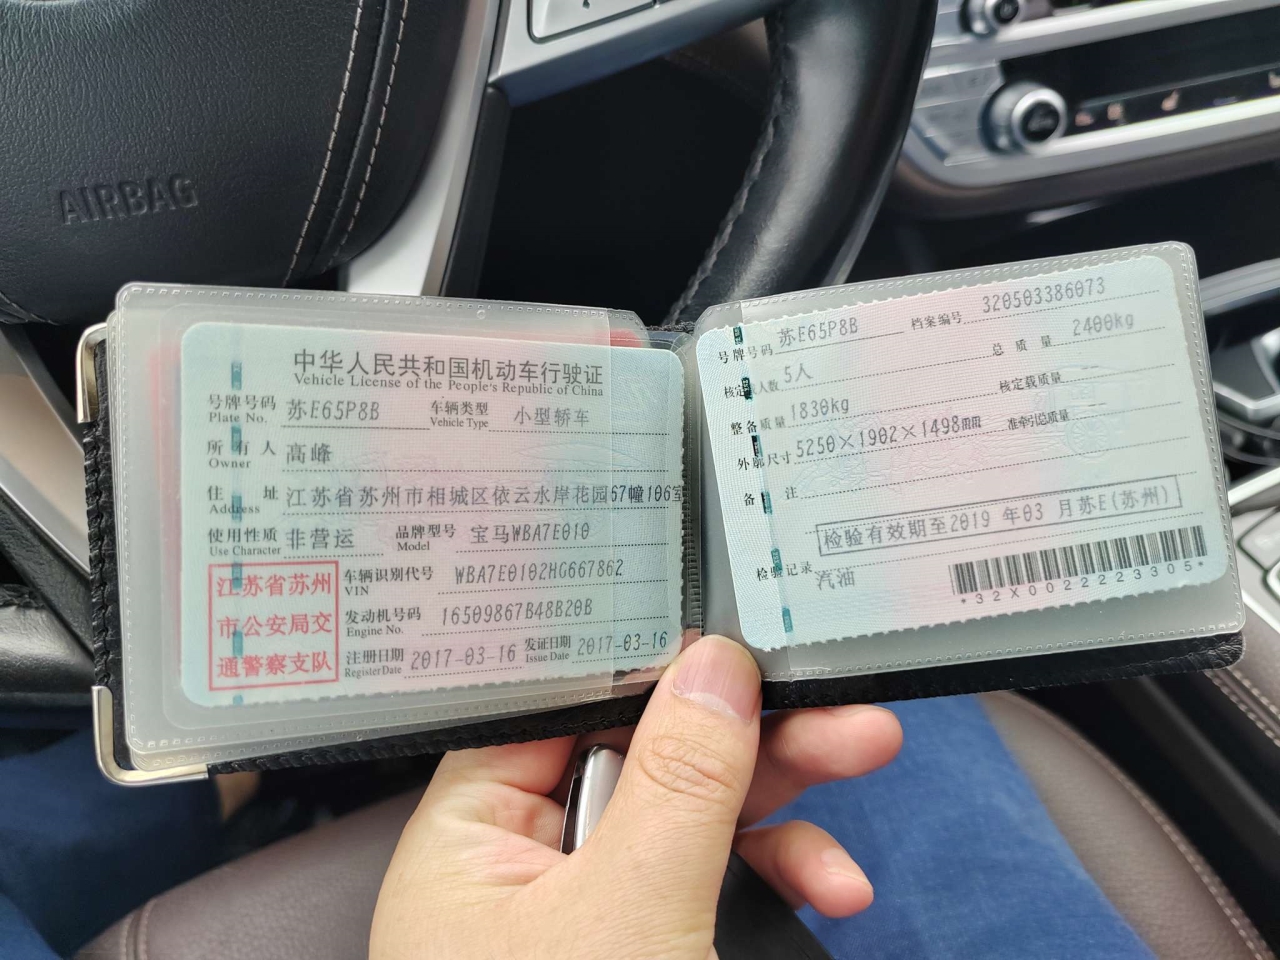 AIRBAG
中华人民共和国机动车行驶证
Vehicle License of the People's Republic of China
号牌号码 苏E65P8B 车辆类型 小型轿车
Plate No. Vehicle Type
所有人 高峰
Owner
住址 江苏省苏州市相城区依云水岸花园67幢106室
Address
使用性质 非营运 品牌型号 宝马WBA7E010
Use Character Model
江苏省苏州
市公安局交
通警察支队
车辆识别代号 WBA7E0102HG667862
VIN
发动机号码 16509867B48B20B
Engine No.
注册日期 2017-03-16 发证日期 2017-03-16
Register Date Issue Date
号牌号码 苏E65P8B 档案编号 320503386073
核定人数 5人 总质量 2400kg
整备质量 1830kg 核定载质量
外廓尺寸 5250×1902×1498mm 准牵引总质量
备注
检验有效期至2019 年03 月苏E(苏州)
检验记录 汽油
*32X0022223305*